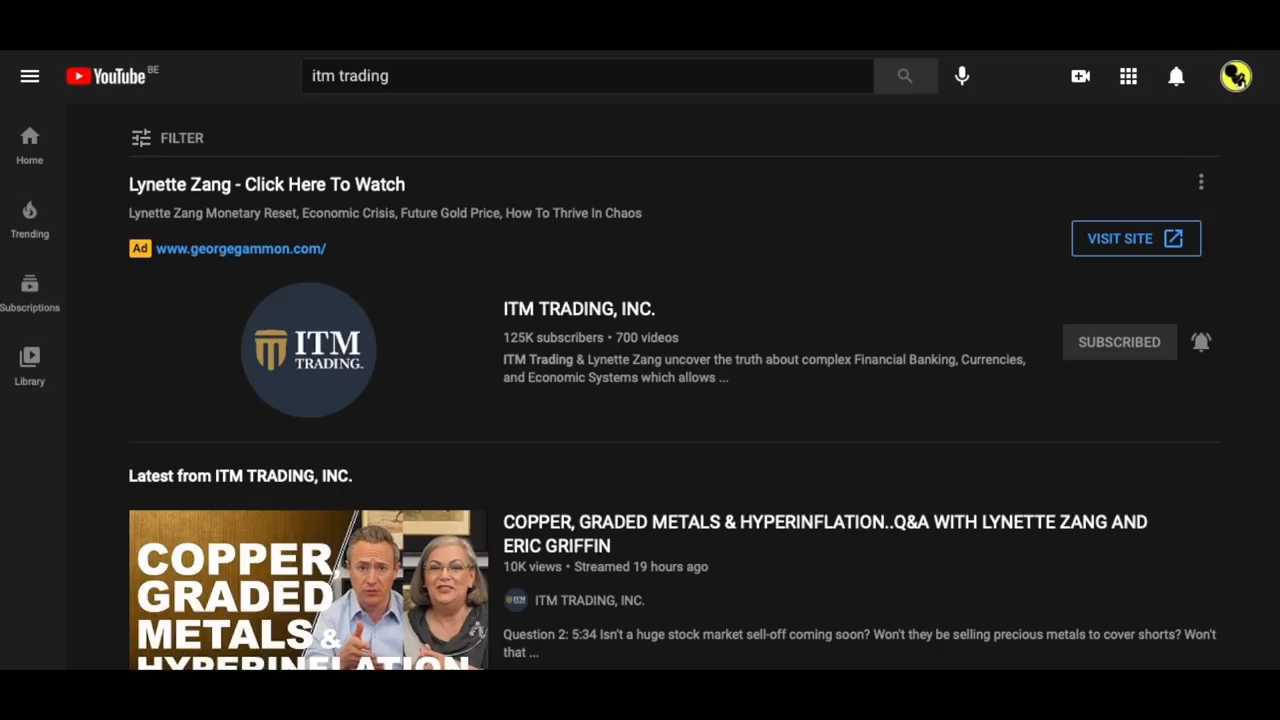 YouTube BE
itm trading
FILTER
Home
Trending
Subscriptions
Library
Lynette Zang - Click Here To Watch
Lynette Zang Monetary Reset, Economic Crisis, Future Gold Price, How To Thrive In Chaos
Ad www.georgegammon.com/
VISIT SITE
ITM
TRADING.
ITM TRADING, INC.
125K subscribers • 700 videos
ITM Trading & Lynette Zang uncover the truth about complex Financial Banking, Currencies,
and Economic Systems which allows ...
SUBSCRIBED
Latest from ITM TRADING, INC.
COPPER,
GRADED
METALS &
HYPERINFLATION
COPPER, GRADED METALS & HYPERINFLATION..Q&A WITH LYNETTE ZANG AND
ERIC GRIFFIN
10K views • Streamed 19 hours ago
ITM
ITM TRADING, INC.
Question 2: 5:34 Isn't a huge stock market sell-off coming soon? Won't they be selling precious metals to cover shorts? Won't
that ...